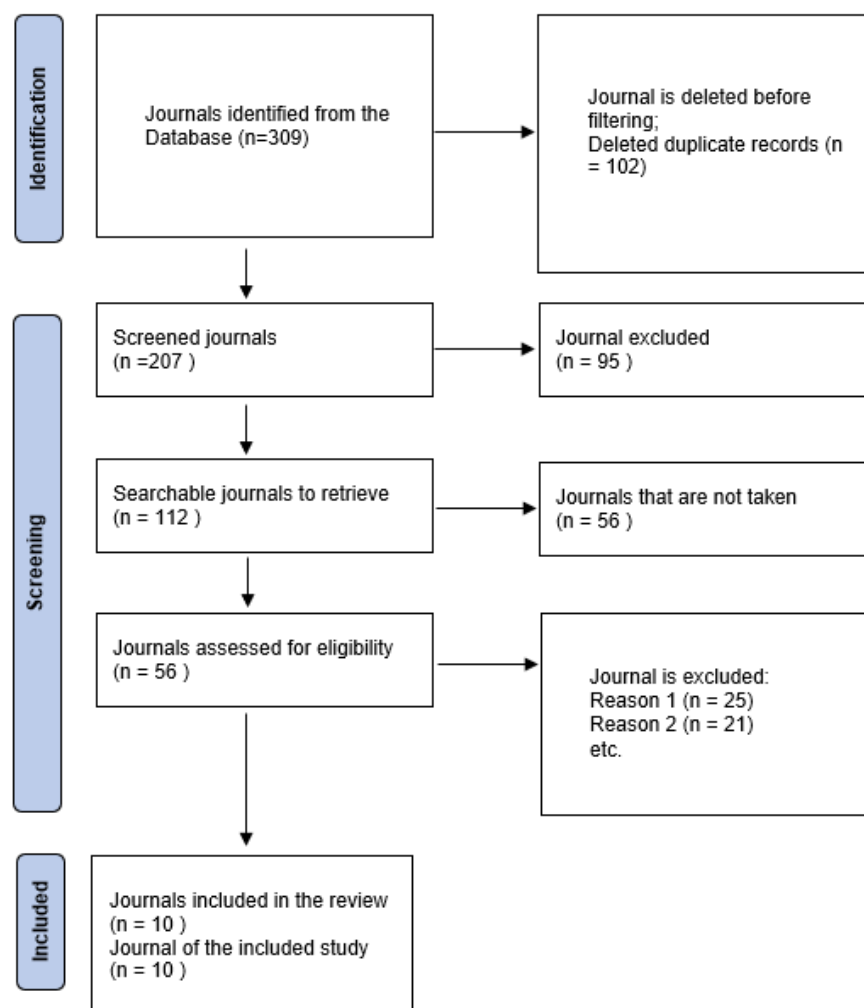 Identification
Journals identified from the
Database (n=309)
Journal is deleted before
filtering;
Deleted duplicate records (n
= 102)
Screening
Screened journals
(n =207 )
Journal excluded
(n = 95 )
Searchable journals to retrieve
(n = 112 )
Journals that are not taken
(n = 56 )
Journals assessed for eligibility
(n = 56 )
Journal is excluded:
Reason 1 (n = 25)
Reason 2 (n = 21)
etc.
Included
Journals included in the review
(n = 10 )
Journal of the included study
(n = 10 )